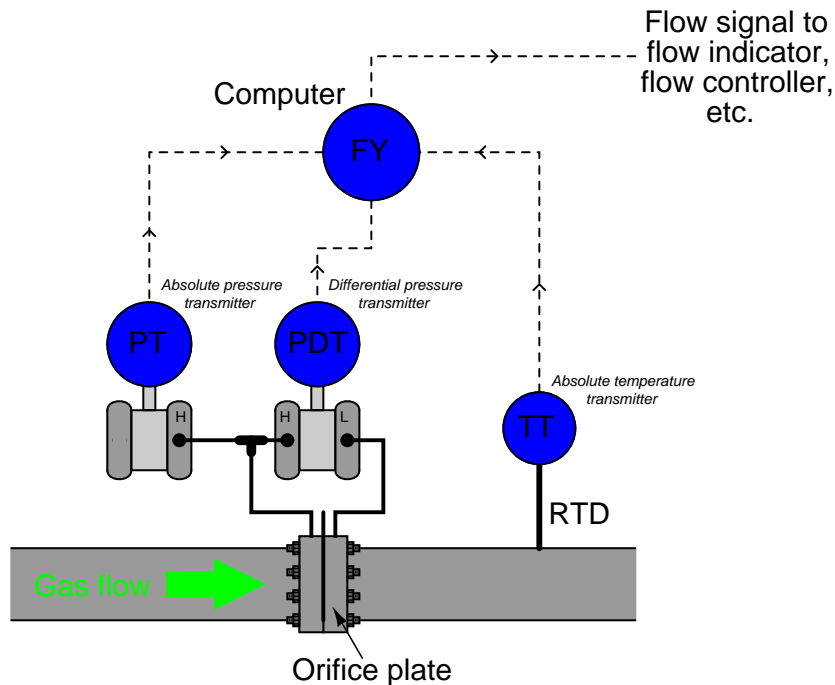 Flow signal to
flow indicator,
flow controller,
etc.
Computer
FY
Absolute pressure
transmitter
Differential pressure
transmitter
PT
PDT
Absolute temperature
transmitter
H
H
L
TT
RTD
Gas flow
Orifice plate